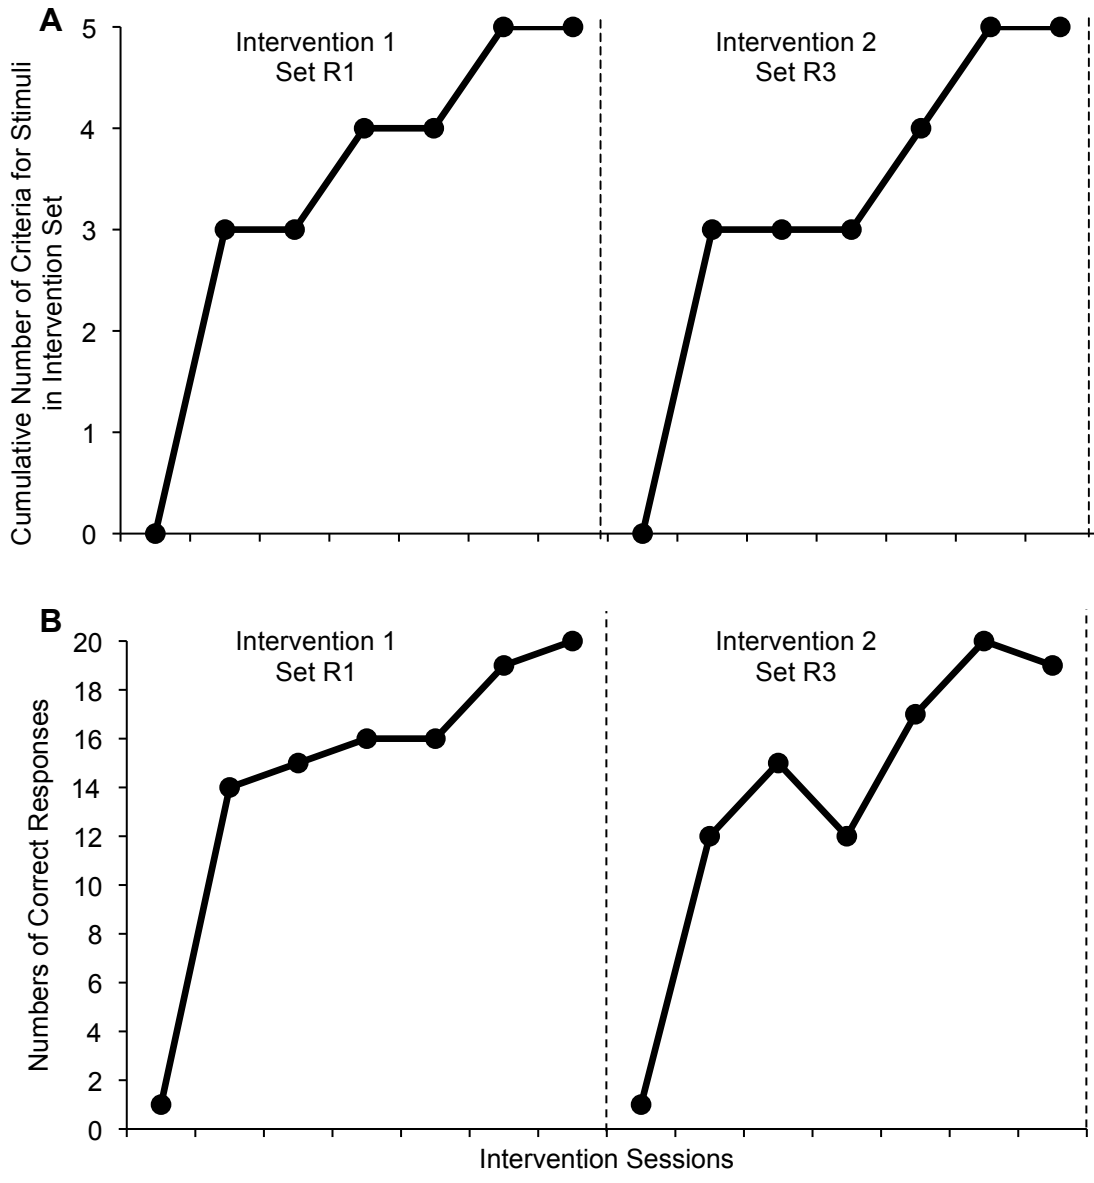 A
Cumulative Number of Criteria for Stimuli
in Intervention Set
5
4
3
2
1
0
Intervention 1
Set R1
Intervention 2
Set R3
B
Numbers of Correct Responses
20
18
16
14
12
10
8
6
4
2
0
Intervention 1
Set R1
Intervention 2
Set R3
Intervention Sessions